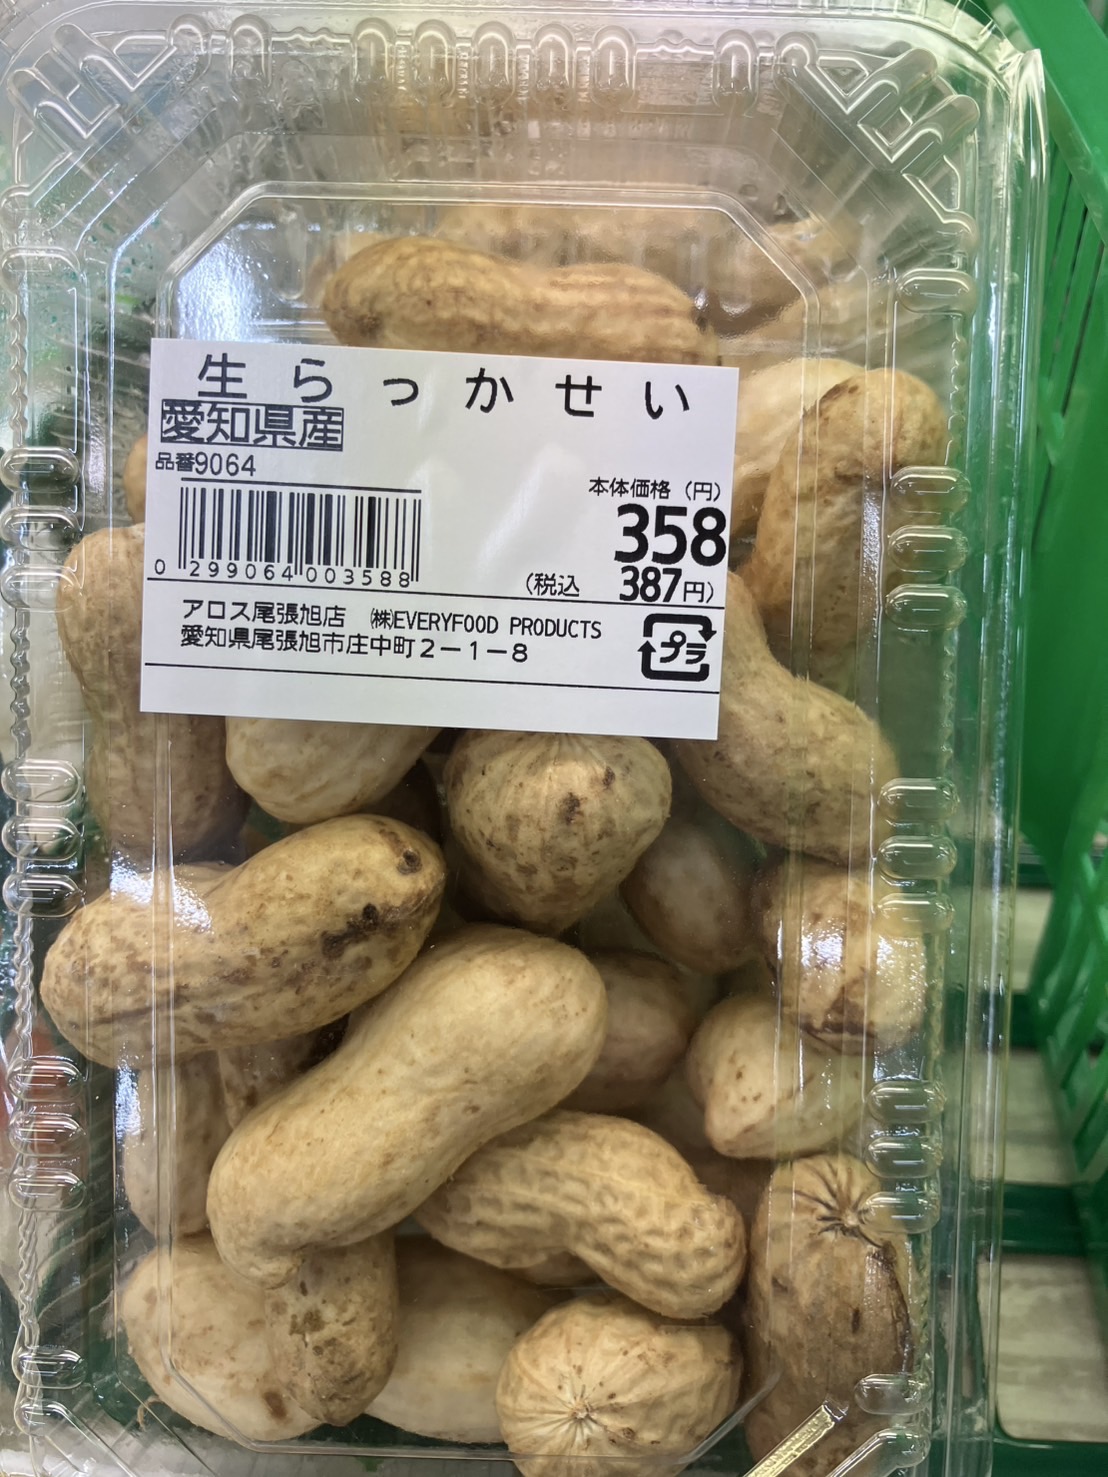 生らっかせい
愛知県産
品番9064
本体価格 (円)
358
0 299064 003588
(税込 387円)
アロス尾張旭店 ㈱EVERYFOOD PRODUCTS
愛知県尾張旭市庄中町2-1-8
プラ